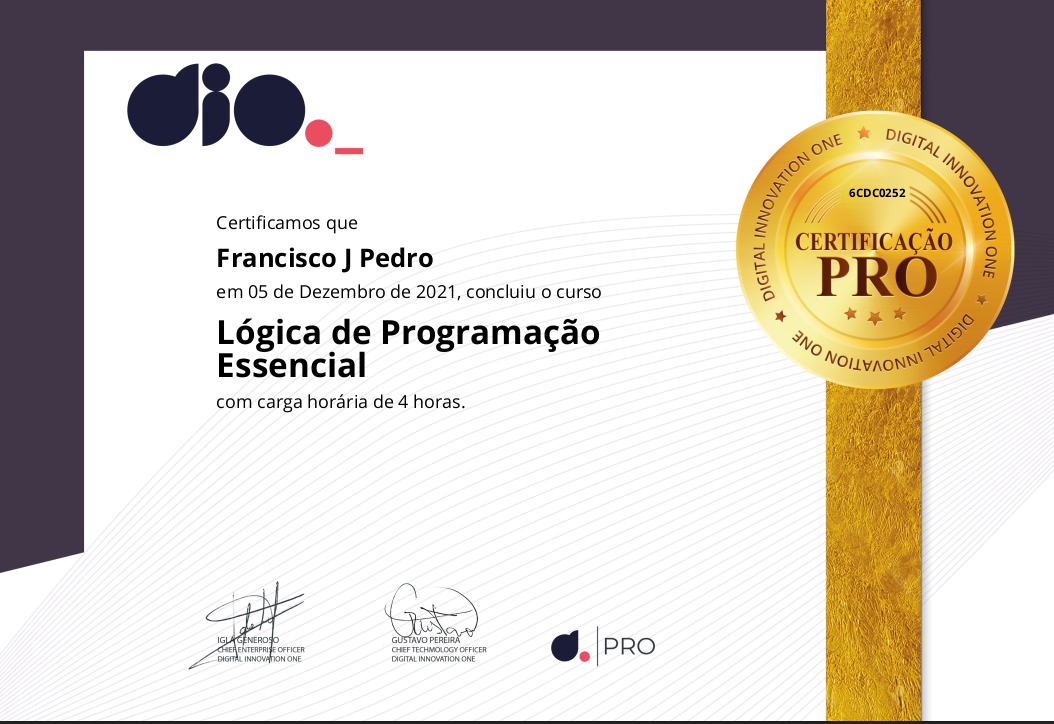 dio._
Certificamos que
Francisco J Pedro
em 05 de Dezembro de 2021, concluiu o curso
Lógica de Programação
Essencial
com carga horária de 4 horas.
DIGITAL INNOVATION ONE
DIGITAL INNOVATION ONE
DIGITAL INNOVATION ONE
6CDC0252
CERTIFICAÇÃO
PRO
IGLÁ GENEROSO
CHIEF ENTERPRISE OFFICER
DIGITAL INNOVATION ONE
Gustavo
GUSTAVO PEREIRA
CHIEF TECHMOLOGY OFFICER
DIGITAL INNOVATION ONE
d. PRO